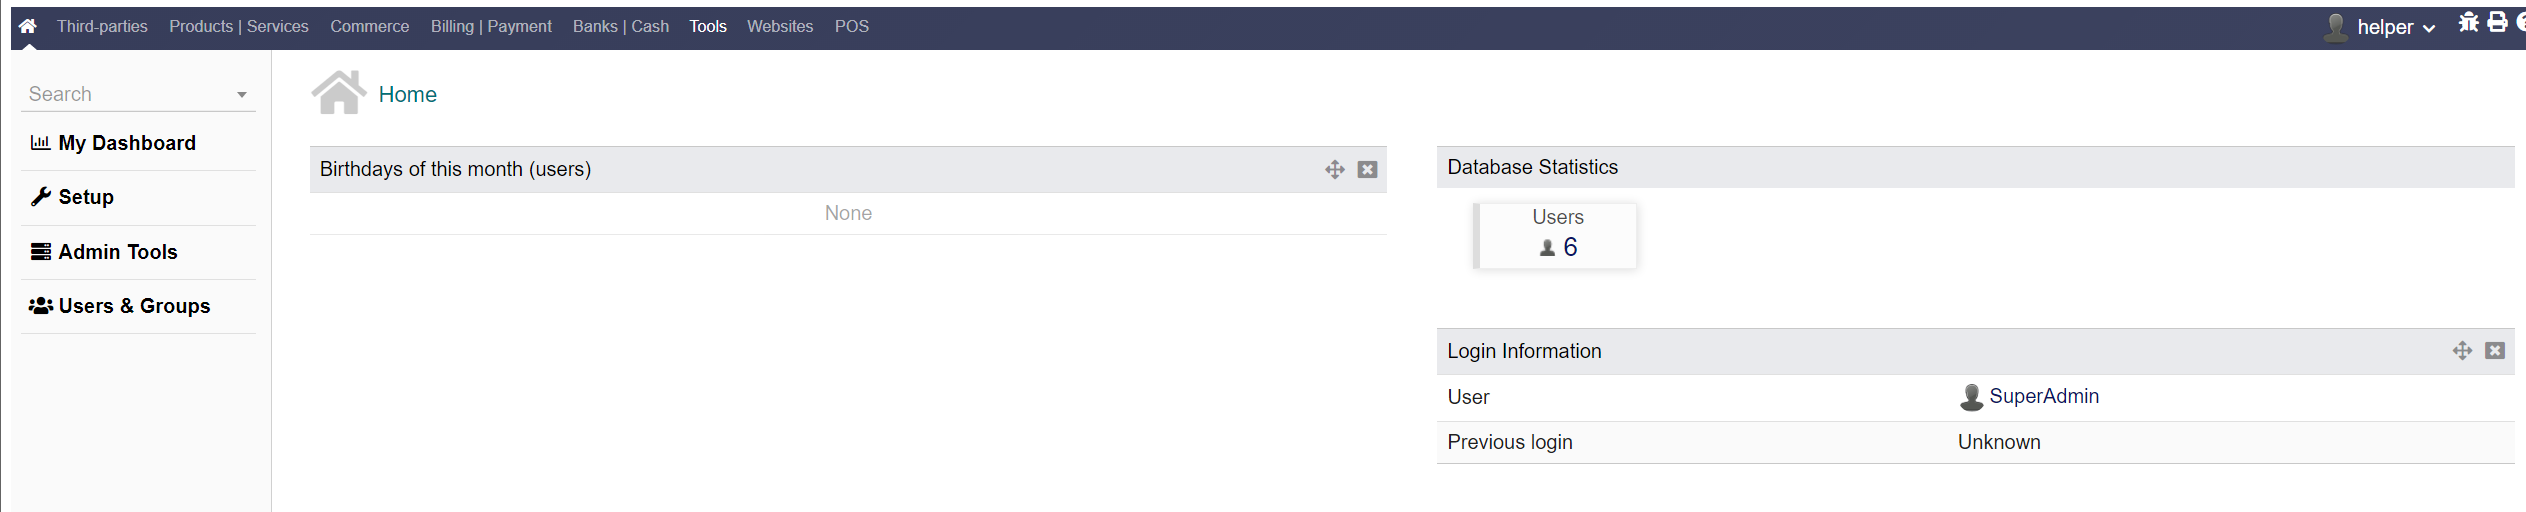 Third-parties Products | Services Commerce Billing | Payment Banks | Cash Tools Websites POS helper
Search
My Dashboard
Setup
Admin Tools
Users & Groups
Home
Birthdays of this month (users)
None
Database Statistics
Users
6
Login Information
User SuperAdmin
Previous login Unknown